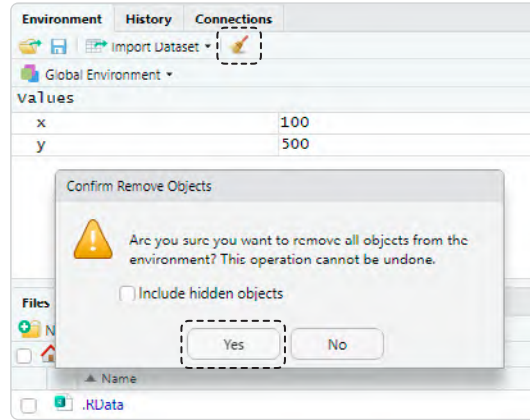 Environment History Connections
Import Dataset
Global Environment
Values
x 100
y 500
Confirm Remove Objects
Are you sure you want to remove all objects from the
environment? This operation cannot be undone.
Include hidden objects
Files
N
Yes No
Name
.RData